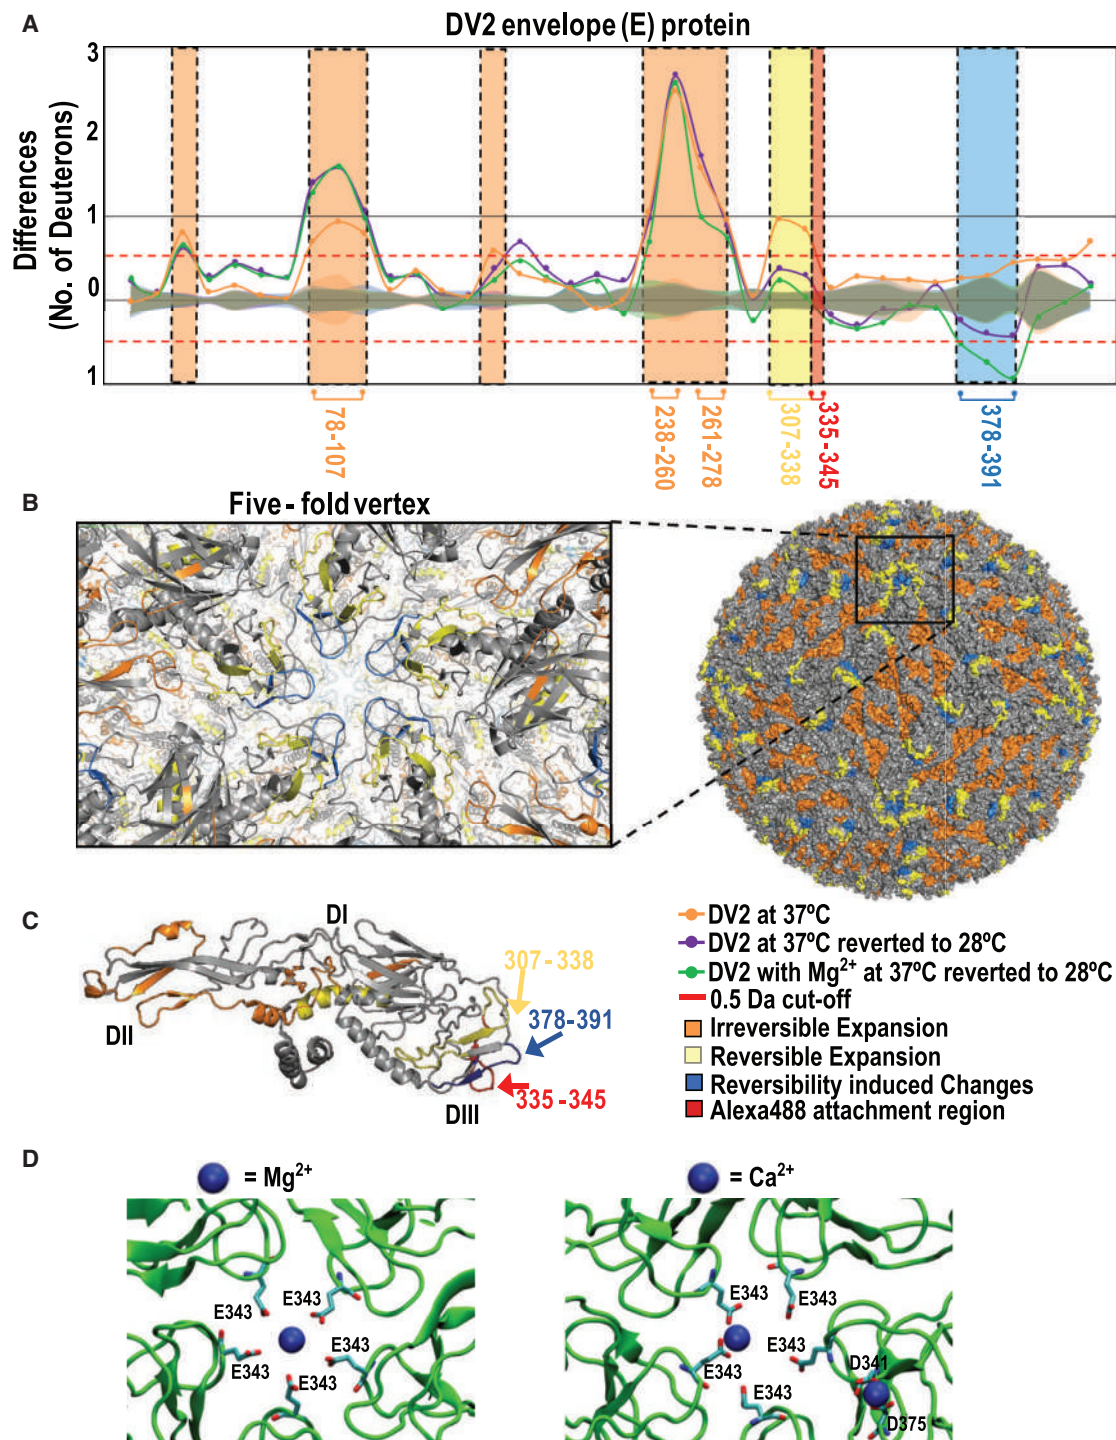 A
DV2 envelope (E) protein
Differences
(No. of Deuterons)
3
2
1
0
1
78-107
238-260
261-278
307-338
335-345
378-391
B
Five-fold vertex
C
DI
DII
DIII
307-338
378-391
335-345
DV2 at 37ºC
DV2 at 37ºC reverted to 28ºC
DV2 with Mg2+ at 37ºC reverted to 28ºC
0.5 Da cut-off
Irreversible Expansion
Reversible Expansion
Reversibility induced Changes
Alexa488 attachment region
D
= Mg2+
= Ca2+
E343
E343
E343
E343
E343
E343
E343
E343
E343
E343
D341
D375